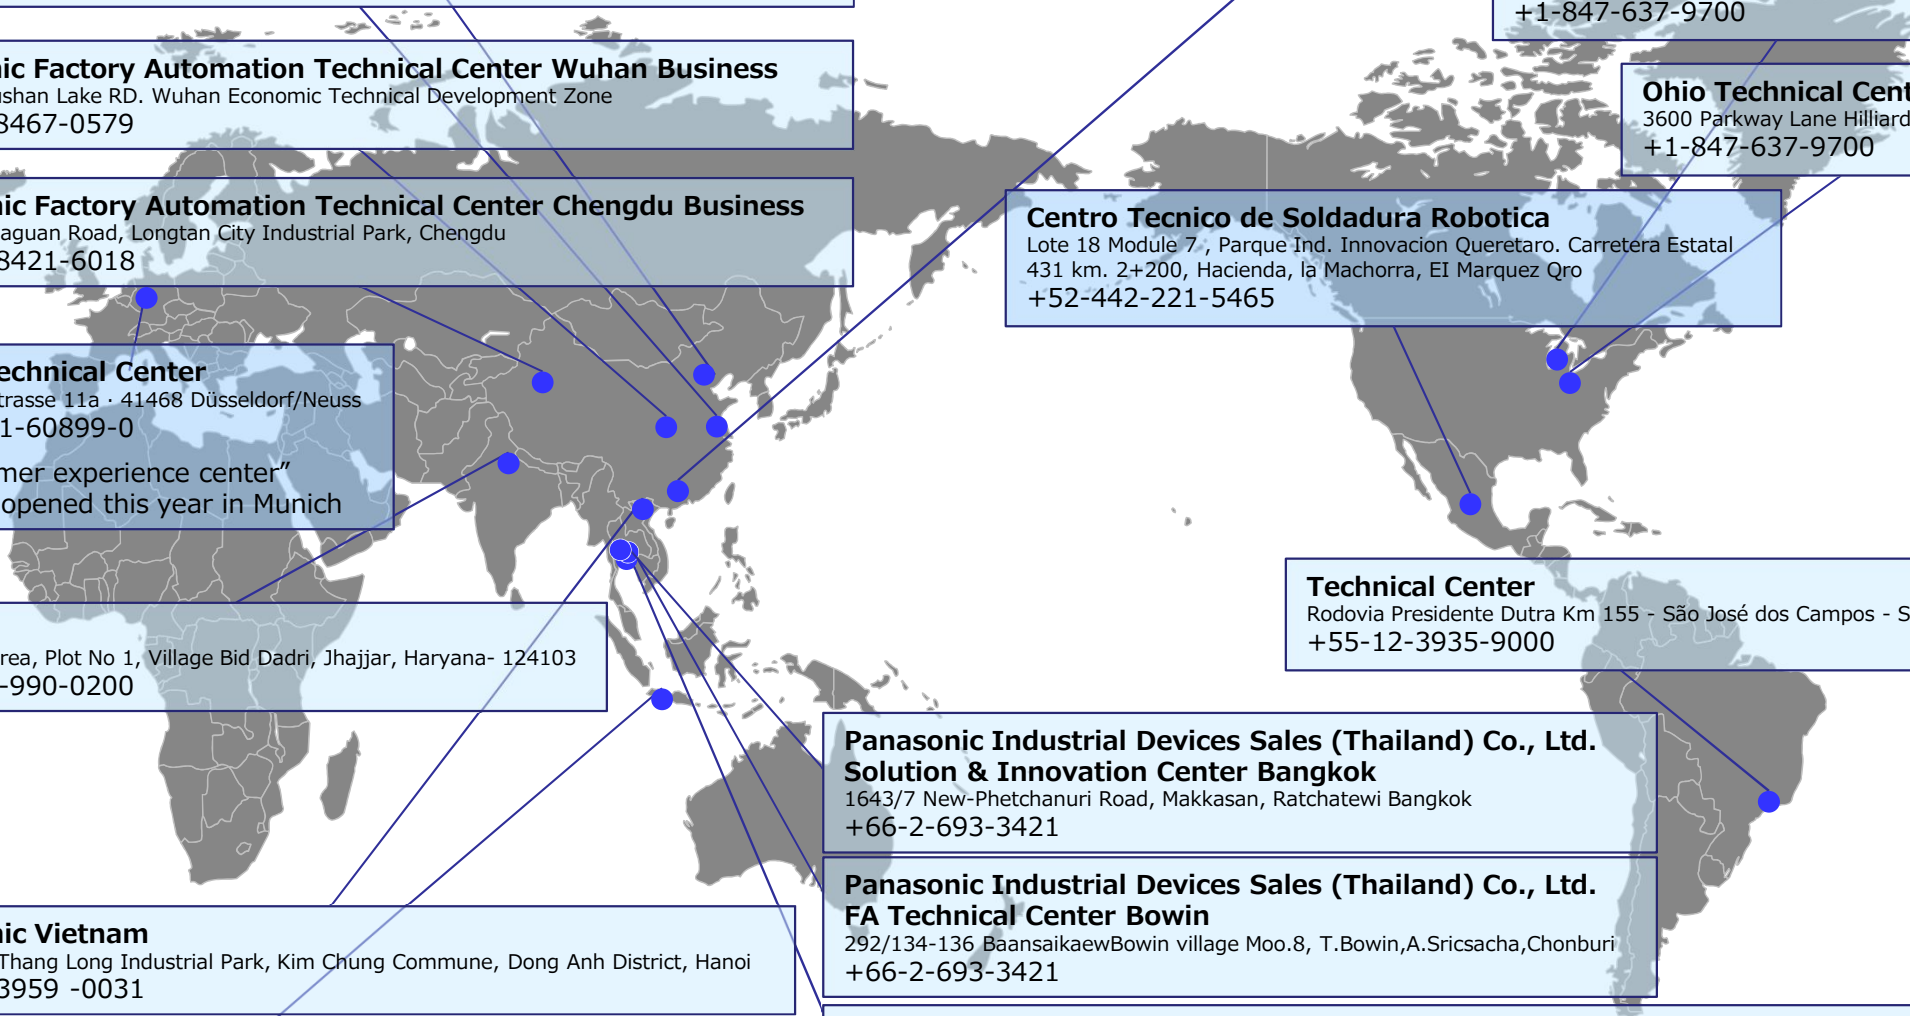 +1-847-637-9700
nic Factory Automation Technical Center Wuhan Business
ushan Lake RD. Wuhan Economic Technical Development Zone
8467-0579
Ohio Technical Cent
3600 Parkway Lane Hilliard
+1-847-637-9700
nic Factory Automation Technical Center Chengdu Business
aguan Road, Longtan City Industrial Park, Chengdu
8421-6018
Centro Tecnico de Soldadura Robotica
Lote 18 Module 7 , Parque Ind. Innovacion Queretaro. Carretera Estatal
431 km. 2+200, Hacienda, la Machorra, EI Marquez Qro
+52-442-221-5465
echnical Center
trasse 11a · 41468 Düsseldorf/Neuss
1-60899-0
mer experience center”
opened this year in Munich
Technical Center
Rodovia Presidente Dutra Km 155 - São José dos Campos - S
+55-12-3935-9000
rea, Plot No 1, Village Bid Dadri, Jhajjar, Haryana- 124103
-990-0200
Panasonic Industrial Devices Sales (Thailand) Co., Ltd.
Solution & Innovation Center Bangkok
1643/7 New-Phetchanuri Road, Makkasan, Ratchatewi Bangkok
+66-2-693-3421
Panasonic Industrial Devices Sales (Thailand) Co., Ltd.
FA Technical Center Bowin
292/134-136 BaansaikaewBowin village Moo.8, T.Bowin,A.Sricsacha,Chonburi
+66-2-693-3421
nic Vietnam
Thang Long Industrial Park, Kim Chung Commune, Dong Anh District, Hanoi
3959 -0031